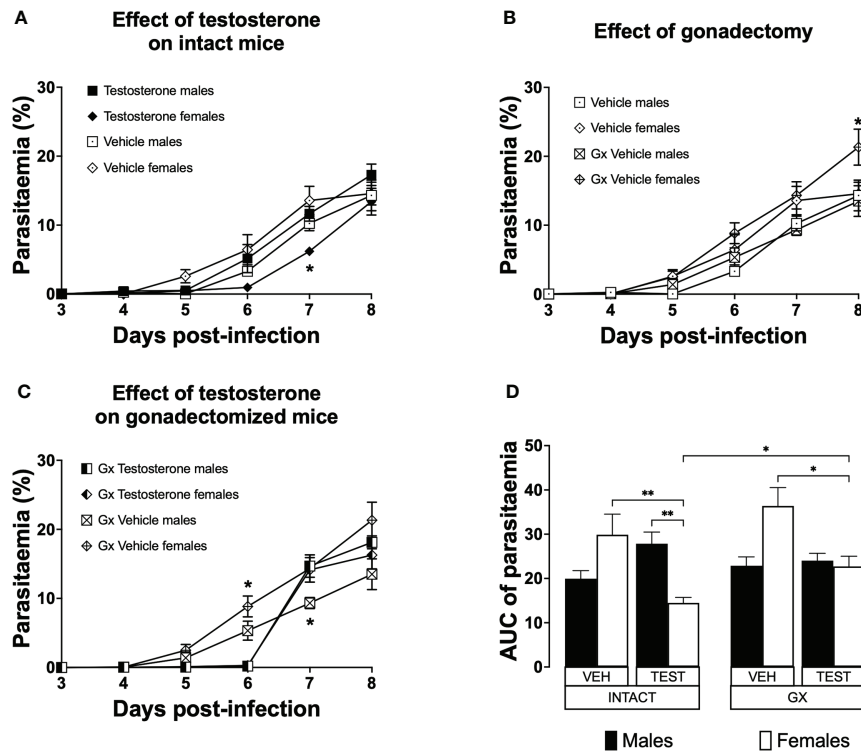 A
Effect of testosterone
on intact mice
Parasitaemia (%)
30
20
10
0
3 4 5 6 7 8
Days post-infection
Testosterone males
Testosterone females
Vehicle males
Vehicle females
*
B
Effect of gonadectomy
Parasitaemia (%)
30
20
10
0
3 4 5 6 7 8
Days post-infection
Vehicle males
Vehicle females
Gx Vehicle males
Gx Vehicle females
*
C
Effect of testosterone
on gonadectomized mice
Parasitaemia (%)
30
20
10
0
3 4 5 6 7 8
Days post-infection
Gx Testosterone males
Gx Testosterone females
Gx Vehicle males
Gx Vehicle females
*
*
D
AUC of parasitaemia
50
40
30
20
10
0
*
** *
**
VEH TEST VEH TEST
INTACT GX
Males Females